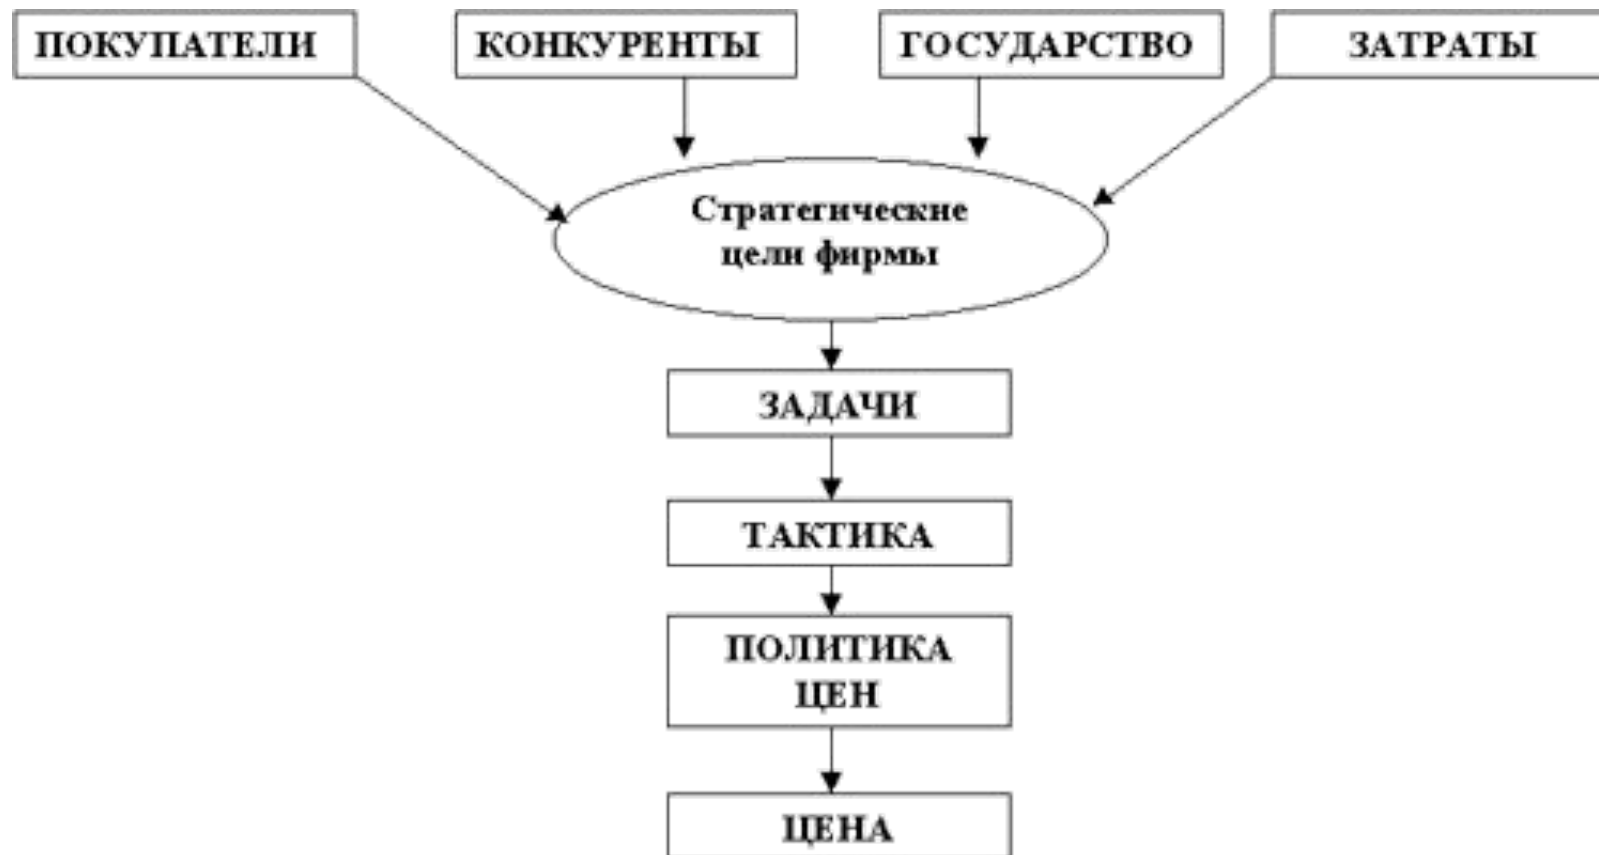 ПОКУПАТЕЛИ
КОНКУРЕНТЫ
ГОСУДАРСТВО
ЗАТРАТЫ
Стратегические
цели фирмы
ЗАДАЧИ
ТАКТИКА
ПОЛИТИКА
ЦЕН
ЦЕНА